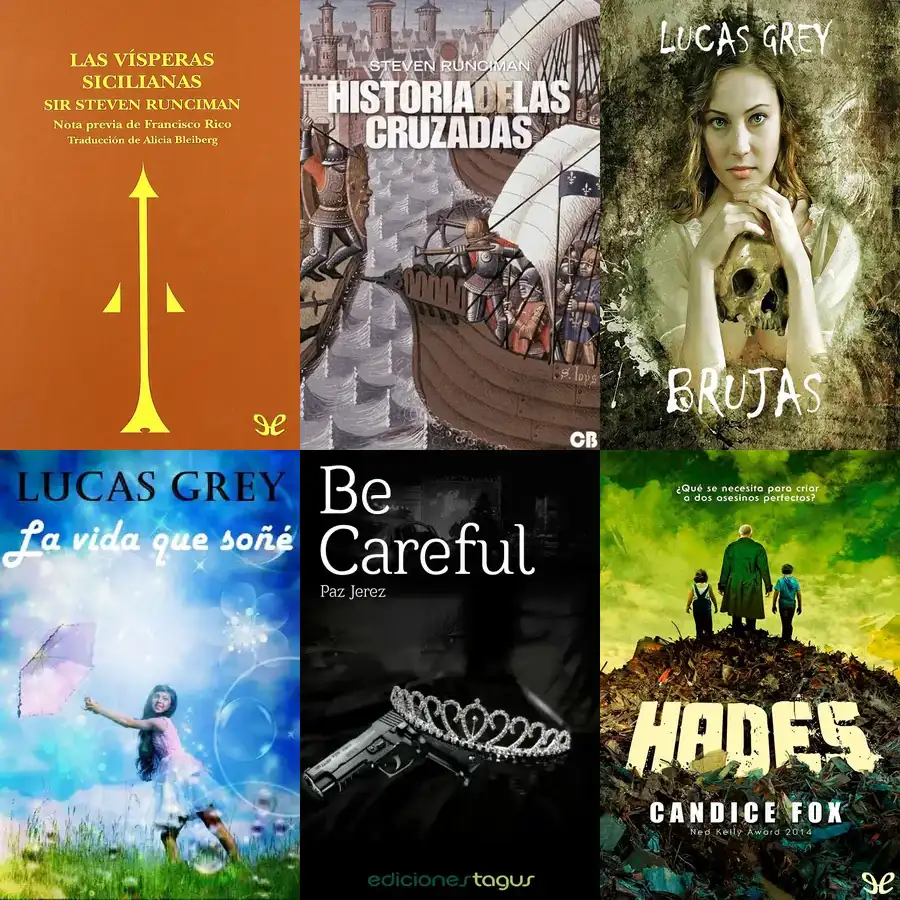 LAS VÍSPERAS
SICILIANAS
SIR STEVEN RUNCIMAN
Nota previa de Francisco Rico
Traducción de Alicia Bleiberg
STEVEN RUNCIMAN
HISTORIA DE LAS
CRUZADAS
CB
LUCAS GREY
BRUJAS
LUCAS GREY
La vida que soñé
Be
Careful
Paz Jerez
edicionestagus
¿Qué se necesita para criar
a dos asesinos perfectos?
HADES
CANDICE FOX
Ned Kelly Award 2014